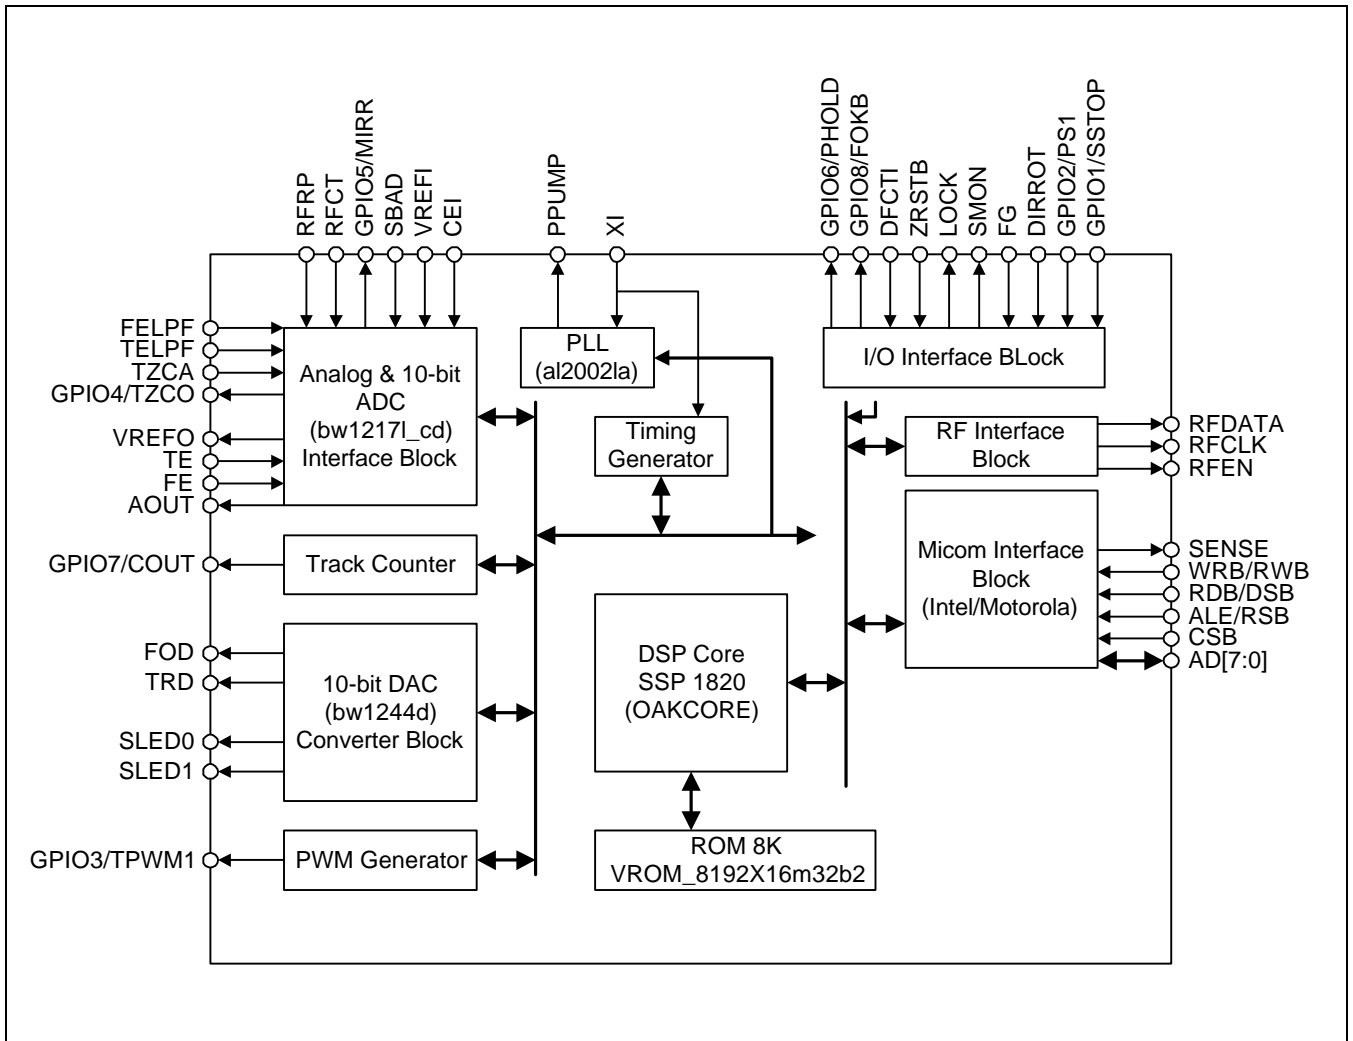 RFRP
RFCT
GPIO5/MIRR
SBAD
VREFI
CEI
PPUMP
XI
GPIO6/PHOLD
GPIO8/FOKB
DFCTI
ZRSTB
LOCK
SMON
FG
DIRROT
GPIO2/PS1
GPIO1/SSTOP
FELPF
TELPF
TZCA
GPIO4/TZCO
VREFO
TE
FE
AOUT
GPIO7/COUT
FOD
TRD
SLED0
SLED1
GPIO3/TPWM1
Analog & 10-bit
ADC
(bw1217l_cd)
Interface Block
Track Counter
10-bit DAC
(bw1244d)
Converter Block
PWM Generator
PLL
(al2002la)
Timing
Generator
DSP Core
SSP 1820
(OAKCORE)
ROM 8K
VROM_8192X16m32b2
I/O Interface BLock
RF Interface
Block
Micom Interface
Block
(Intel/Motorola)
RFDATA
RFCLK
RFEN
SENSE
WRB/RWB
RDB/DSB
ALE/RSB
CSB
AD[7:0]